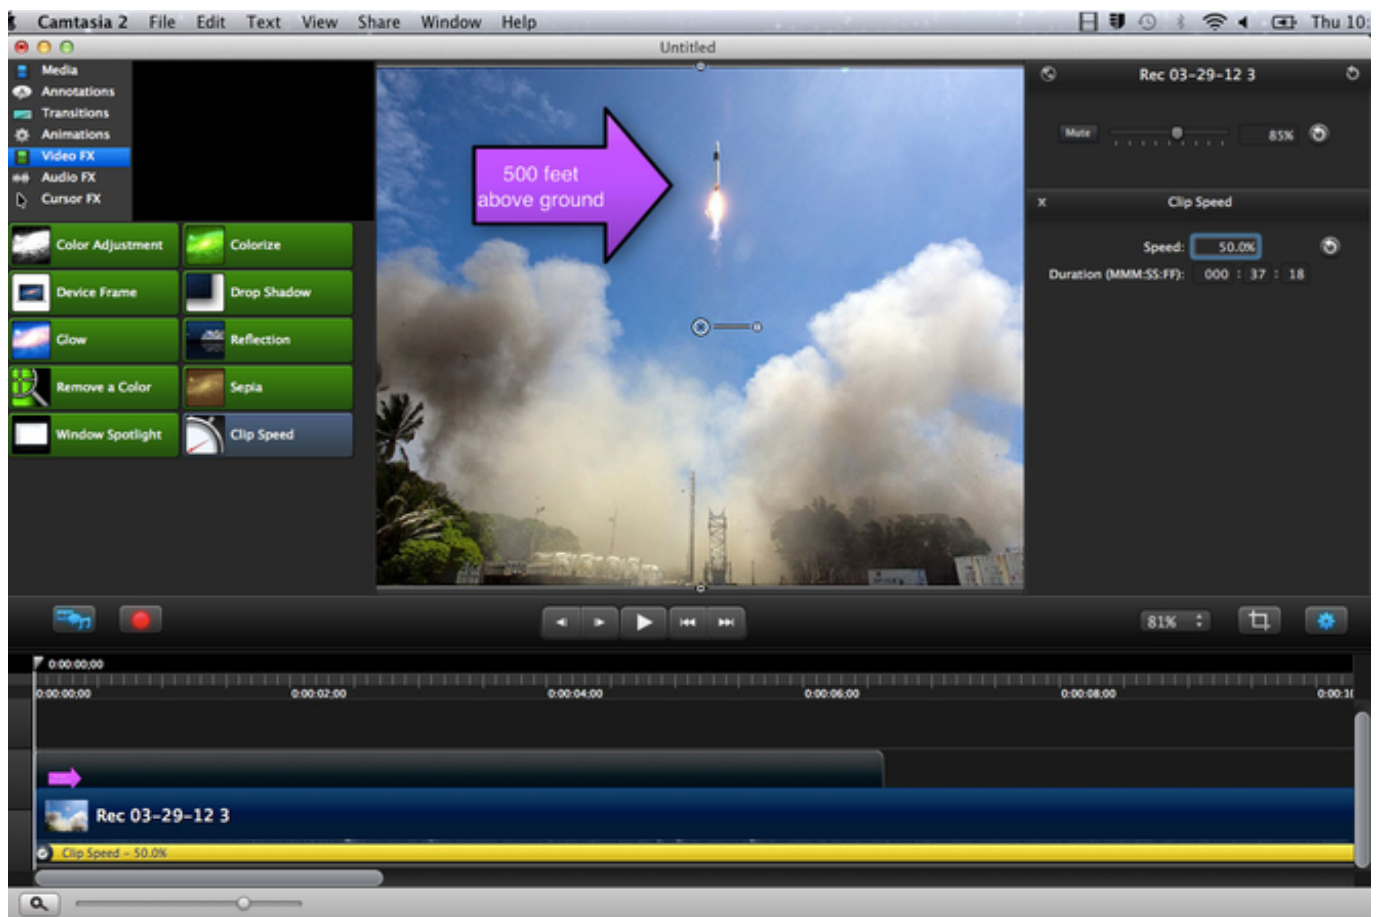 Camtasia 2 File Edit Text View Share Window Help Thu 10:
Untitled
Media
Annotations
Transitions
Animations
Video FX
Audio FX
Cursor FX
Color Adjustment
Colorize
Device Frame
Drop Shadow
Glow
Reflection
Remove a Color
Sepia
Window Spotlight
Clip Speed
500 feet
above ground
Rec 03-29-12 3
Mute 85%
x Clip Speed
Speed: 50.0%
Duration (MMM:SS:FF): 000 : 37 : 18
81%
0:00:00;00
0:00:00;00 0:00:02;00 0:00:04;00 0:00:06;00 0:00:08;00 0:00:10
Rec 03-29-12 3
Clip Speed - 50.0%